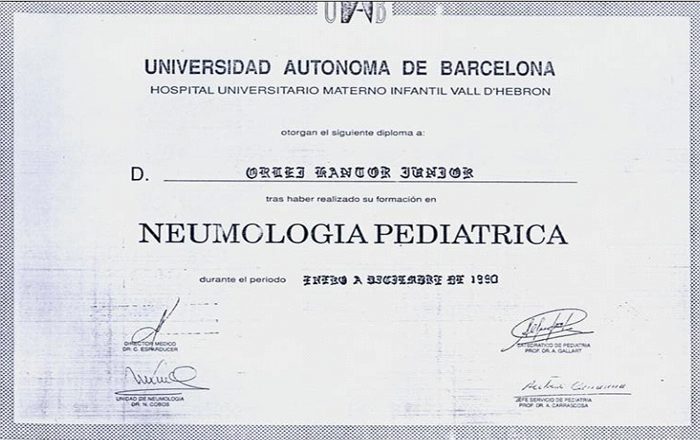 UAB
UNIVERSIDAD AUTONOMA DE BARCELONA
HOSPITAL UNIVERSITARIO MATERNO INFANTIL VALL D'HEBRON
otorgan el siguiente diploma a:
D. ORLEI KANTOR JUNIOR
tras haber realizado su formación en
NEUMOLOGIA PEDIATRICA
durante el periodo ENERO A DICIEMBRE DE 1990
DIRECTOR MEDICO
DR. C. ESPARDUCER
CATEDRATICO DE PEDIATRIA
PROF. DR. A. GALLART
UNIDAD DE NEUMOLOGIA
DR. N. COBOS
JEFE SERVICIO DE PEDIATRIA
PROF. DR. A. CARRASCOSA